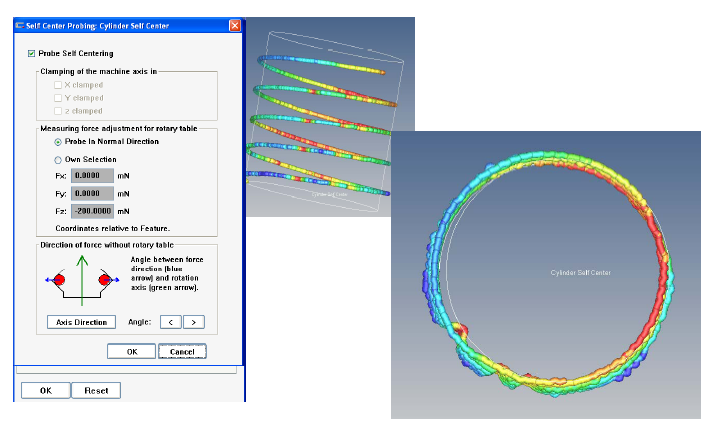 Self Center Probing: Cylinder Self Center
Probe Self Centering
Clamping of the machine axis in
X clamped
Y clamped
z clamped
Measuring force adjustment for rotary table
Probe In Normal Direction
Own Selection
Fx: 0.0000 mN
Fy: 0.0000 mN
Fz: -200.0000 mN
Coordinates relative to Feature.
Direction of force without rotary table
Angle between force
direction (blue
arrow) and rotation
axis (green arrow).
Axis Direction Angle: < >
OK Cancel
OK Reset
Cylinder Self Center
Cylinder Self Center